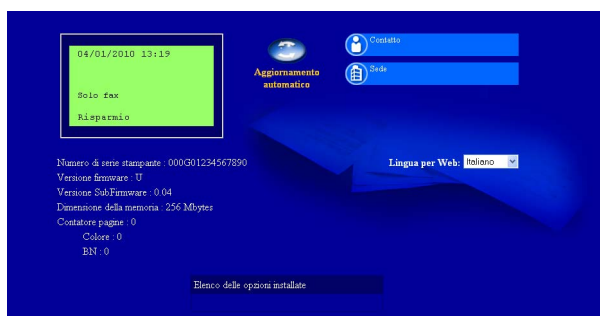 04/01/2010 13:19
Solo fax
Risparmio
Aggiornamento
automatico
Contatto
Sede
Numero di serie stampante : 000G01234567890
Versione firmware : U
Versione SubFirmware : 0.04
Dimensione della memoria : 256 Mbytes
Contatore pagine : 0
Colore : 0
BN : 0
Lingua per Web: Italiano
Elenco delle opzioni installate